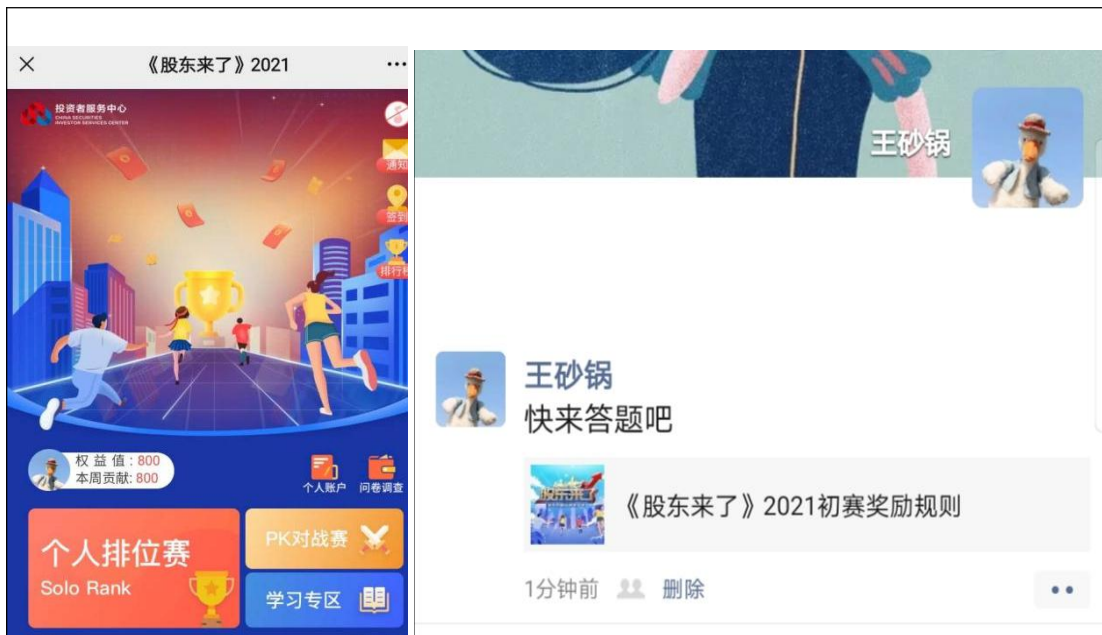 《股东来了》2021
投资者服务中心
CHINA SECURITIES
INVESTOR SERVICES CENTER
通知
签到
排行榜
权益值:800
本周贡献:800
个人账户
问卷调查
个人排位赛
Solo Rank
PK对战赛
学习专区
王砂锅
王砂锅
快来答题吧
股东来了
《股东来了》2021初赛奖励规则
1分钟前
删除